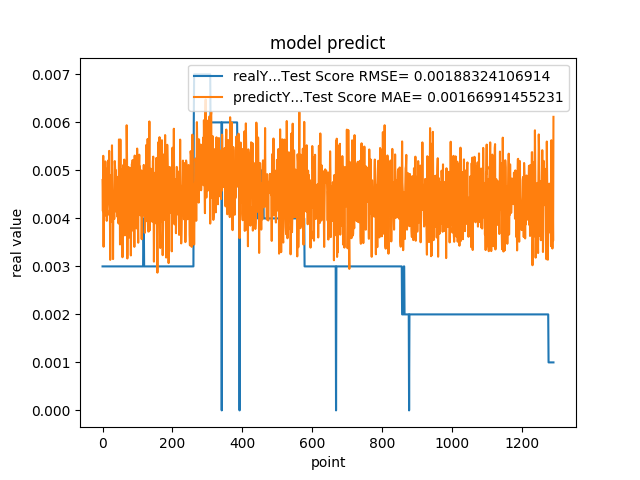 model predict
realY...Test Score RMSE= 0.00188324106914
predictY...Test Score MAE= 0.00166991455231
real value
0.007
0.006
0.005
0.004
0.003
0.002
0.001
0.000
0 200 400 600 800 1000 1200
point